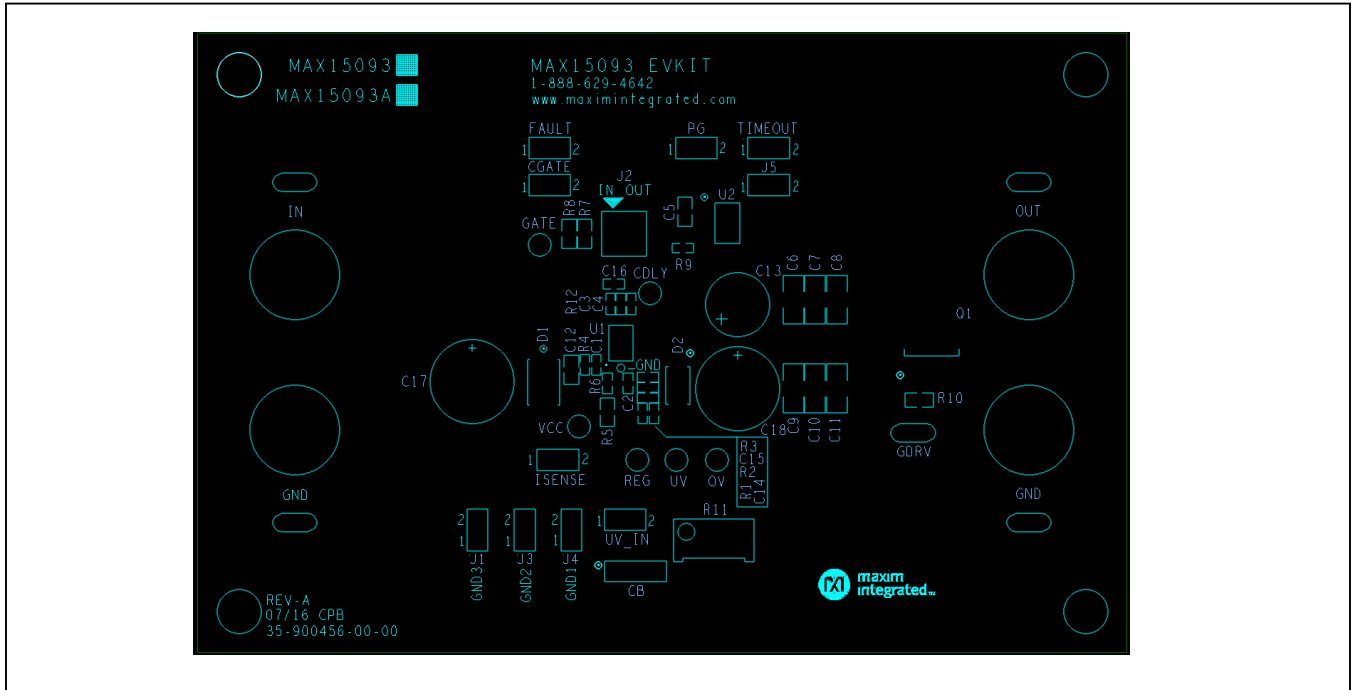 MAX15093
MAX15093A
MAX15093 EVKIT
1-888-629-4642
www.maximintegrated.com
FAULT
PG
TIMEOUT
1 2
1 2
1 2
CGATE
J2
J5
1 2
IN OUT
1 2
U2
IN
OUT
R8
R7
C5
GATE
R9
C16
CDLY
C13
C6
C7
C8
R12
C3
C4
Q1
U1
D1
C12
R4
C1
D2
GND
+
+
+
C17
R6
C2
R10
R5
VCC
C18
C9
C10
C11
GDRV
1 2
ISENSE
REG
UV
OV
R3
C15
R2
R1
C14
GND
GND
2
1
2
1
2
1
1 2
UV_IN
R11
J1
J3
J4
GND3
GND2
GND1
CB
maxim
integrated™
REV-A
07/16 CPB
35-900456-00-00